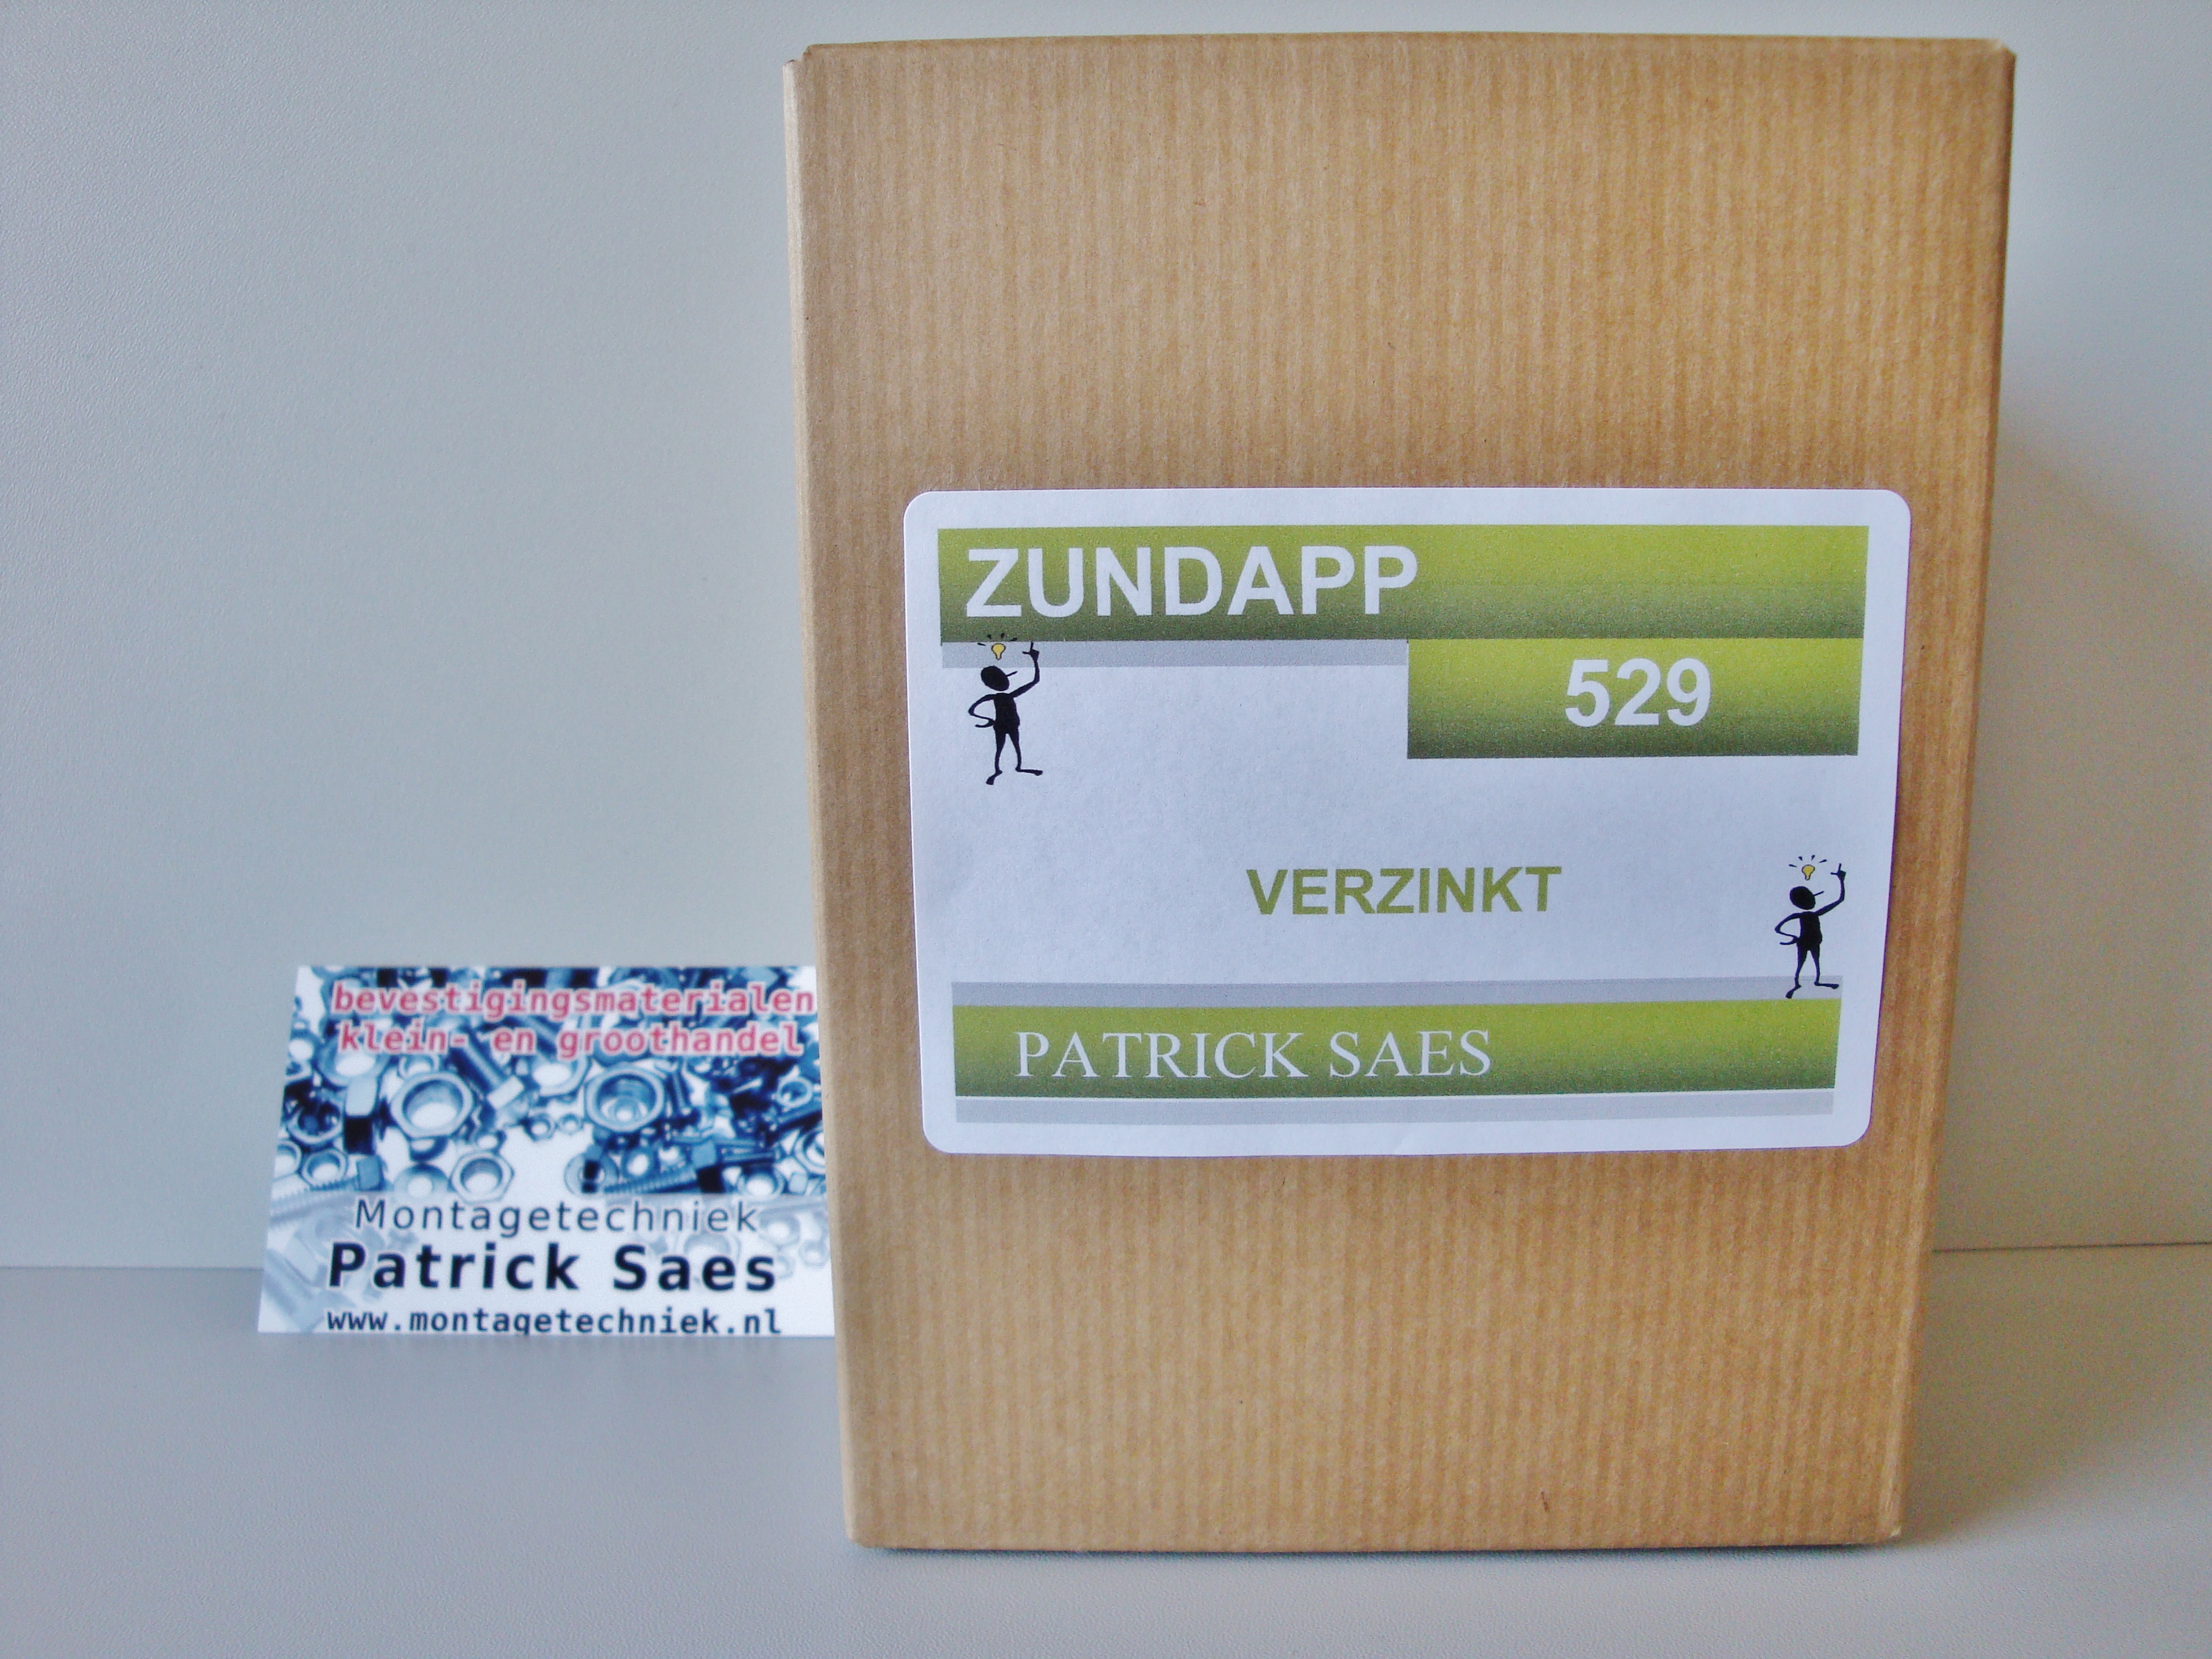 ZUNDAPP
529
VERZINKT
PATRICK SAES
bevestigingsmaterialen
klein- en groothandel
Montagetechniek
Patrick Saes
www.montagetechniek.nl